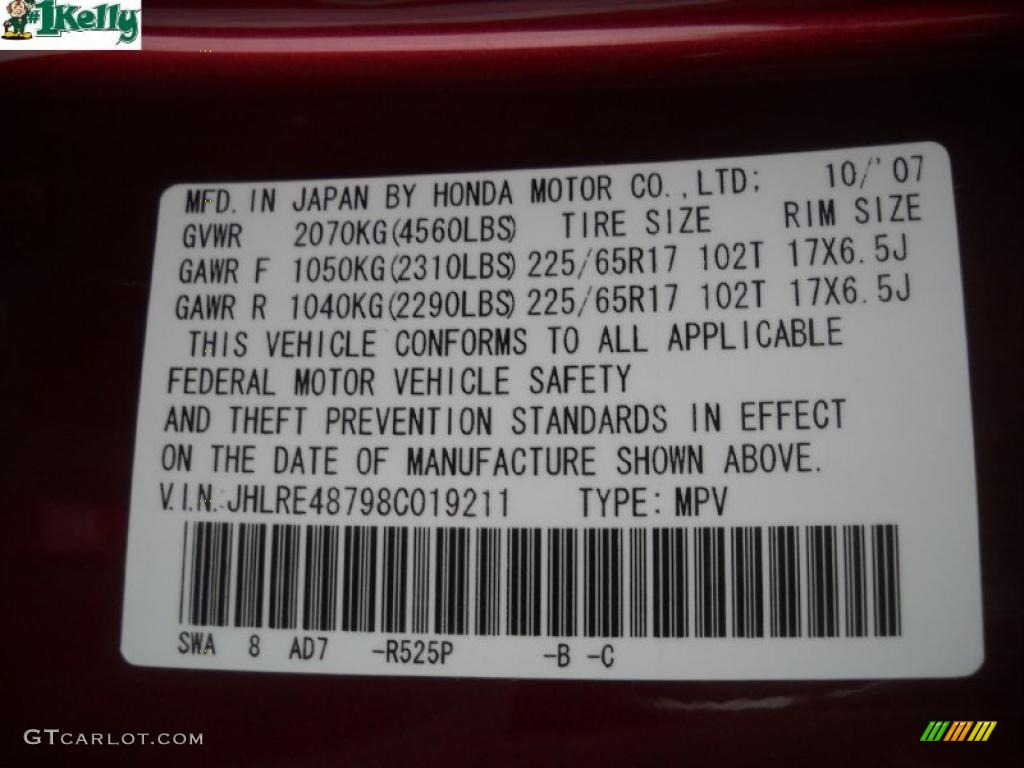 #1Kelly
MFD. IN JAPAN BY HONDA MOTOR CO.,LTD; 10/'07
GVWR 2070KG(4560LBS) TIRE SIZE RIM SIZE
GAWR F 1050KG(2310LBS) 225/65R17 102T 17X6.5J
GAWR R 1040KG(2290LBS) 225/65R17 102T 17X6.5J
THIS VEHICLE CONFORMS TO ALL APPLICABLE
FEDERAL MOTOR VEHICLE SAFETY
AND THEFT PREVENTION STANDARDS IN EFFECT
ON THE DATE OF MANUFACTURE SHOWN ABOVE.
V.I.N. JHLRE48798C019211 TYPE: MPV
SWA 8 AD7 -R525P -B -C
GTCARLOT.COM